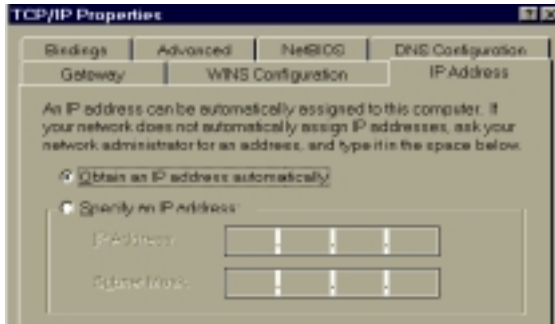 TCP/IP Properties
Bindings Advanced NetBIOS DNS Configuration
Gateway WINS Configuration IP Address
An IP address can be automatically assigned to this computer. If
your network does not automatically assign IP addresses, ask your
network administrator for an address, and type it in the space below.
Obtain an IP address automatically
Specify an IP address:
IP Address:
Subnet Mask: